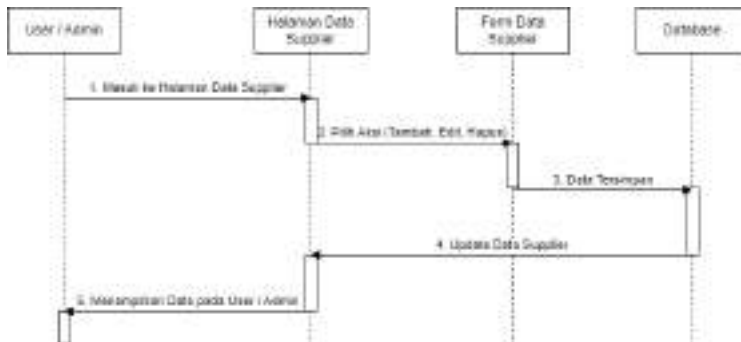 User / Admin
Halaman Data
Supplier
Form Data
Supplier
Database
1. Masuk ke Halaman Data Supplier
2. Pilih Aksi (Tambah, Edit, Hapus)
3. Data Tersimpan
4. Update Data Supplier
5. Menampilkan Data pada User / Admin